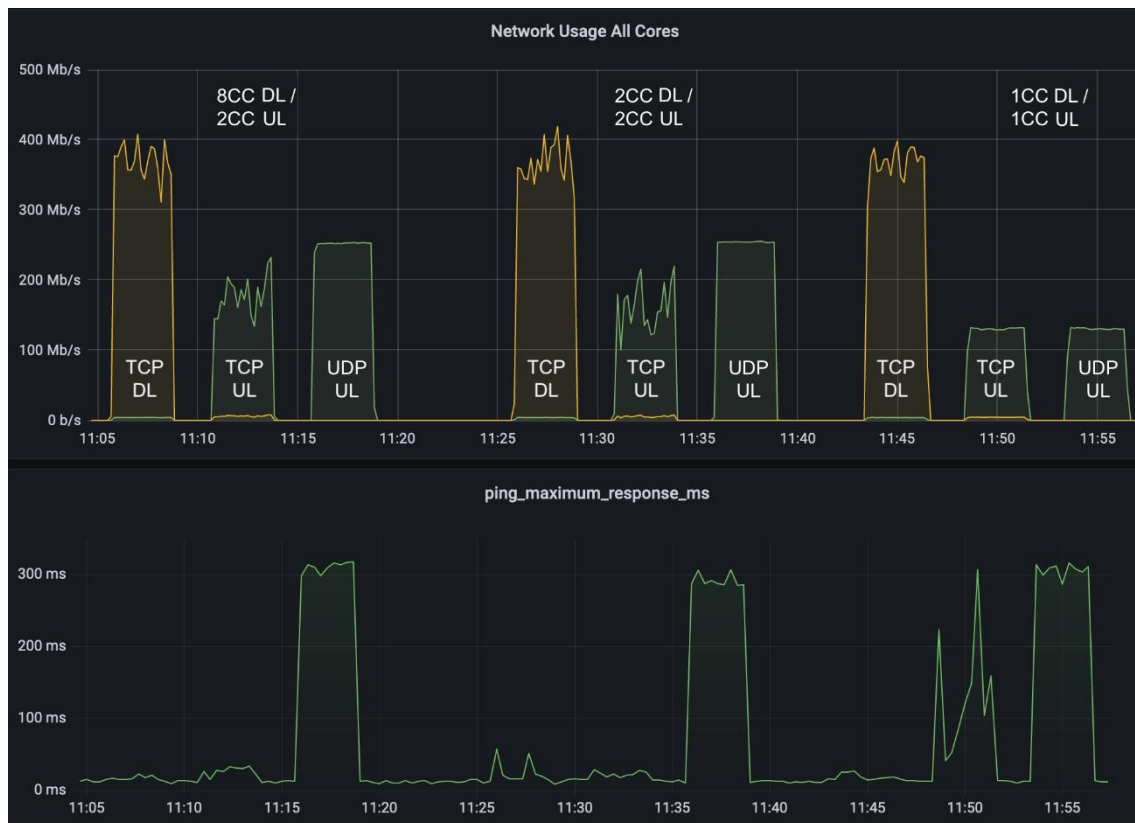 Network Usage All Cores
500 Mb/s
400 Mb/s
300 Mb/s
200 Mb/s
100 Mb/s
0 b/s
8CC DL /
2CC UL
2CC DL /
2CC UL
1CC DL /
1CC UL
TCP
DL
TCP
UL
UDP
UL
TCP
DL
TCP
UL
UDP
UL
TCP
DL
TCP
UL
UDP
UL
11:05 11:10 11:15 11:20 11:25 11:30 11:35 11:40 11:45 11:50 11:55
ping_maximum_response_ms
300 ms
200 ms
100 ms
0 ms
11:05 11:10 11:15 11:20 11:25 11:30 11:35 11:40 11:45 11:50 11:55